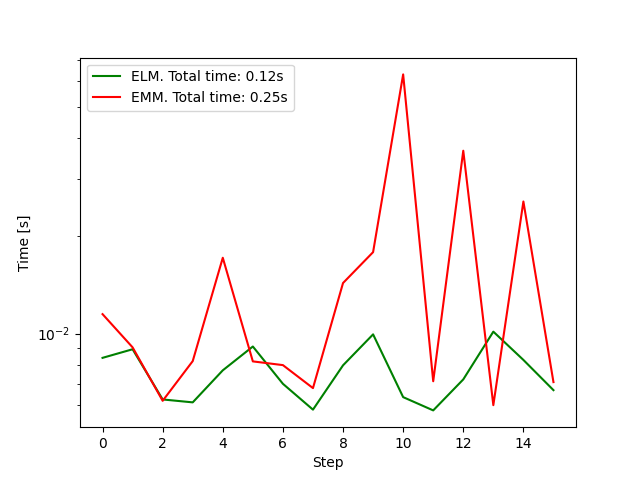 ELM. Total time: 0.12s
EMM. Total time: 0.25s
Time [s]
10⁻²
0 2 4 6 8 10 12 14
Step